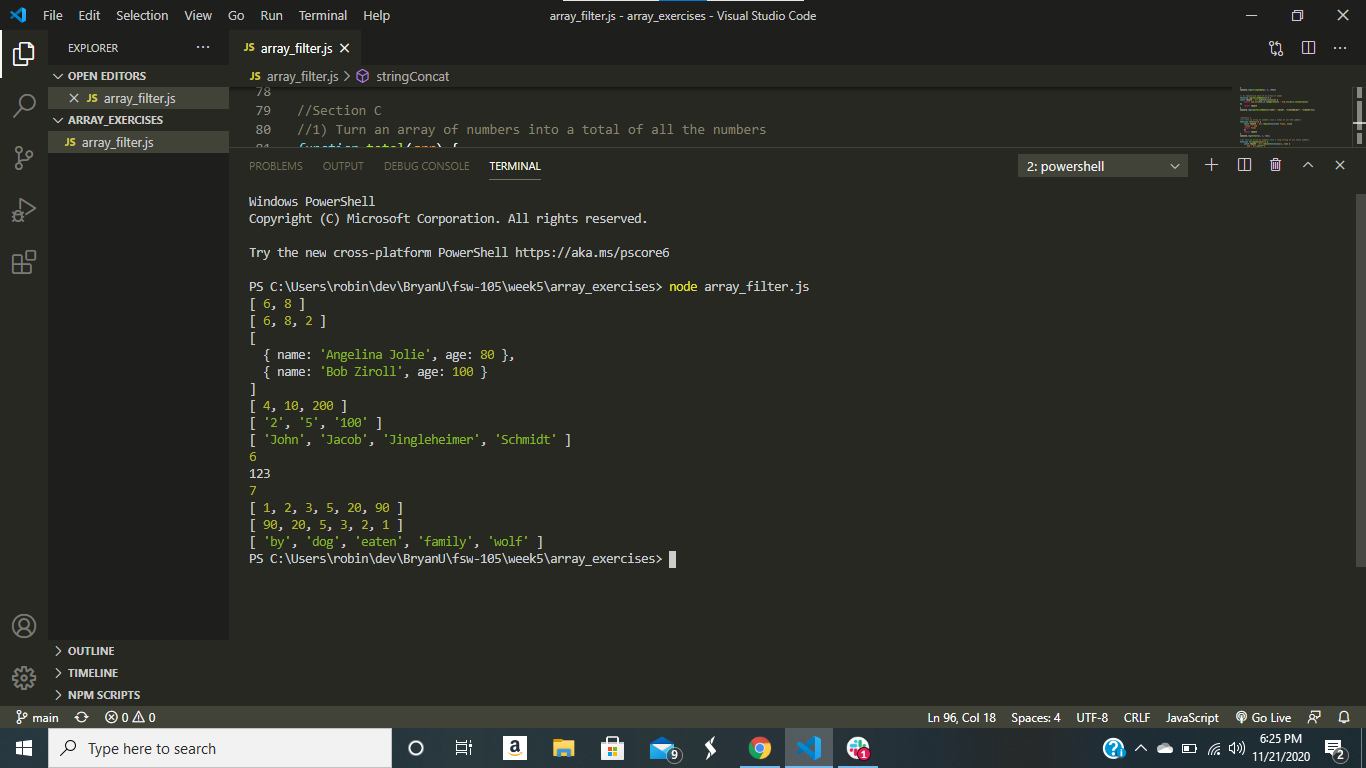 File Edit Selection View Go Run Terminal Help
array_filter.js - array_exercises - Visual Studio Code
EXPLORER
OPEN EDITORS
JS array_filter.js
ARRAY_EXERCISES
JS array_filter.js
OUTLINE
TIMELINE
NPM SCRIPTS
JS array_filter.js
JS array_filter.js > stringConcat
78
79 //Section C
80 //1) Turn an array of numbers into a total of all the numbers
81 function total(arr) {
PROBLEMS OUTPUT DEBUG CONSOLE TERMINAL
2: powershell
Windows PowerShell
Copyright (C) Microsoft Corporation. All rights reserved.
Try the new cross-platform PowerShell https://aka.ms/pscore6
PS C:\Users\robin\dev\BryanU\fsw-105\week5\array_exercises> node array_filter.js
[ 6, 8 ]
[ 6, 8, 2 ]
[
  { name: 'Angelina Jolie', age: 80 },
  { name: 'Bob Ziroll', age: 100 }
]
[ 4, 10, 200 ]
[ '2', '5', '100' ]
[ 'John', 'Jacob', 'Jingleheimer', 'Schmidt' ]
6
123
7
[ 1, 2, 3, 5, 20, 90 ]
[ 90, 20, 5, 3, 2, 1 ]
[ 'by', 'dog', 'eaten', 'family', 'wolf' ]
PS C:\Users\robin\dev\BryanU\fsw-105\week5\array_exercises>
main 0 0
Ln 96, Col 18 Spaces: 4 UTF-8 CRLF JavaScript Go Live
Type here to search
a
9
1
6:25 PM
11/21/2020
2